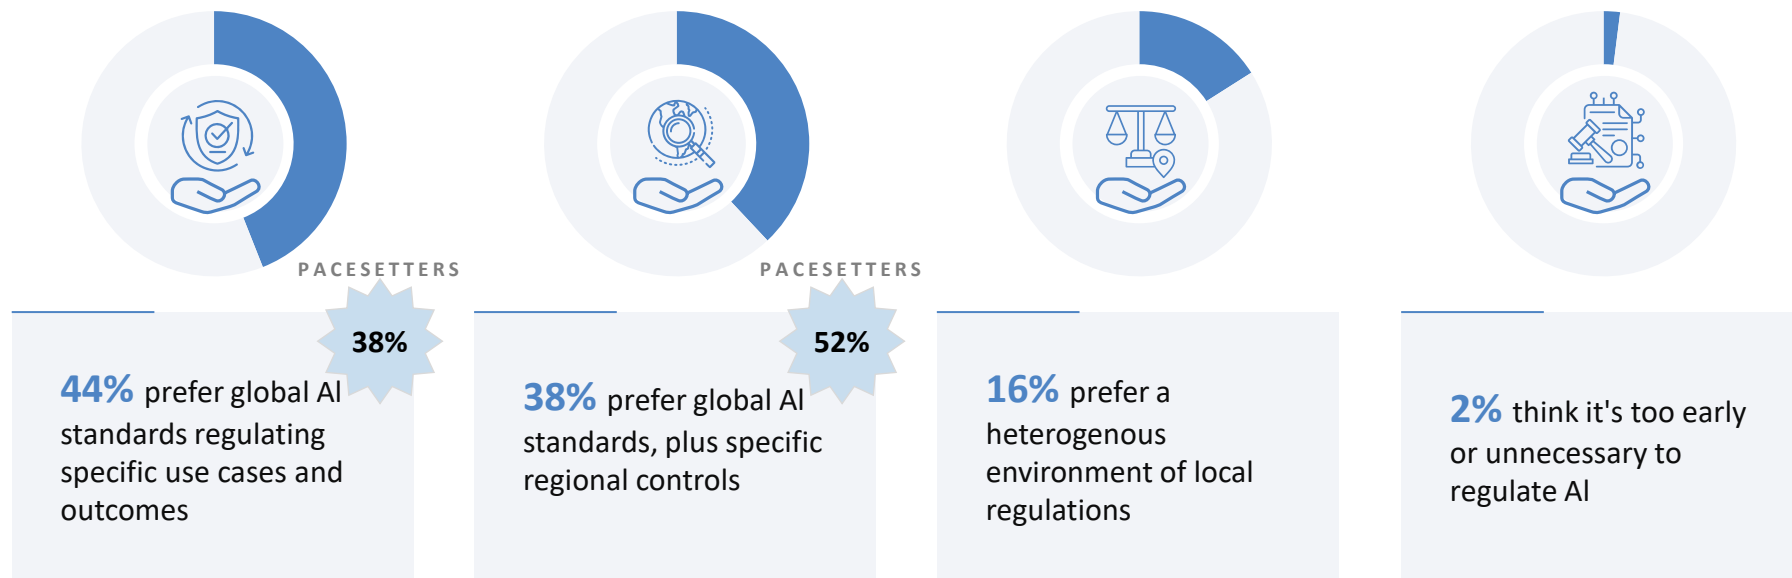 PACESETTERS
38%
44% prefer global AI
standards regulating
specific use cases and
outcomes
PACESETTERS
52%
38% prefer global AI
standards, plus specific
regional controls
16% prefer a
heterogenous
environment of local
regulations
2% think it's too early
or unnecessary to
regulate AI